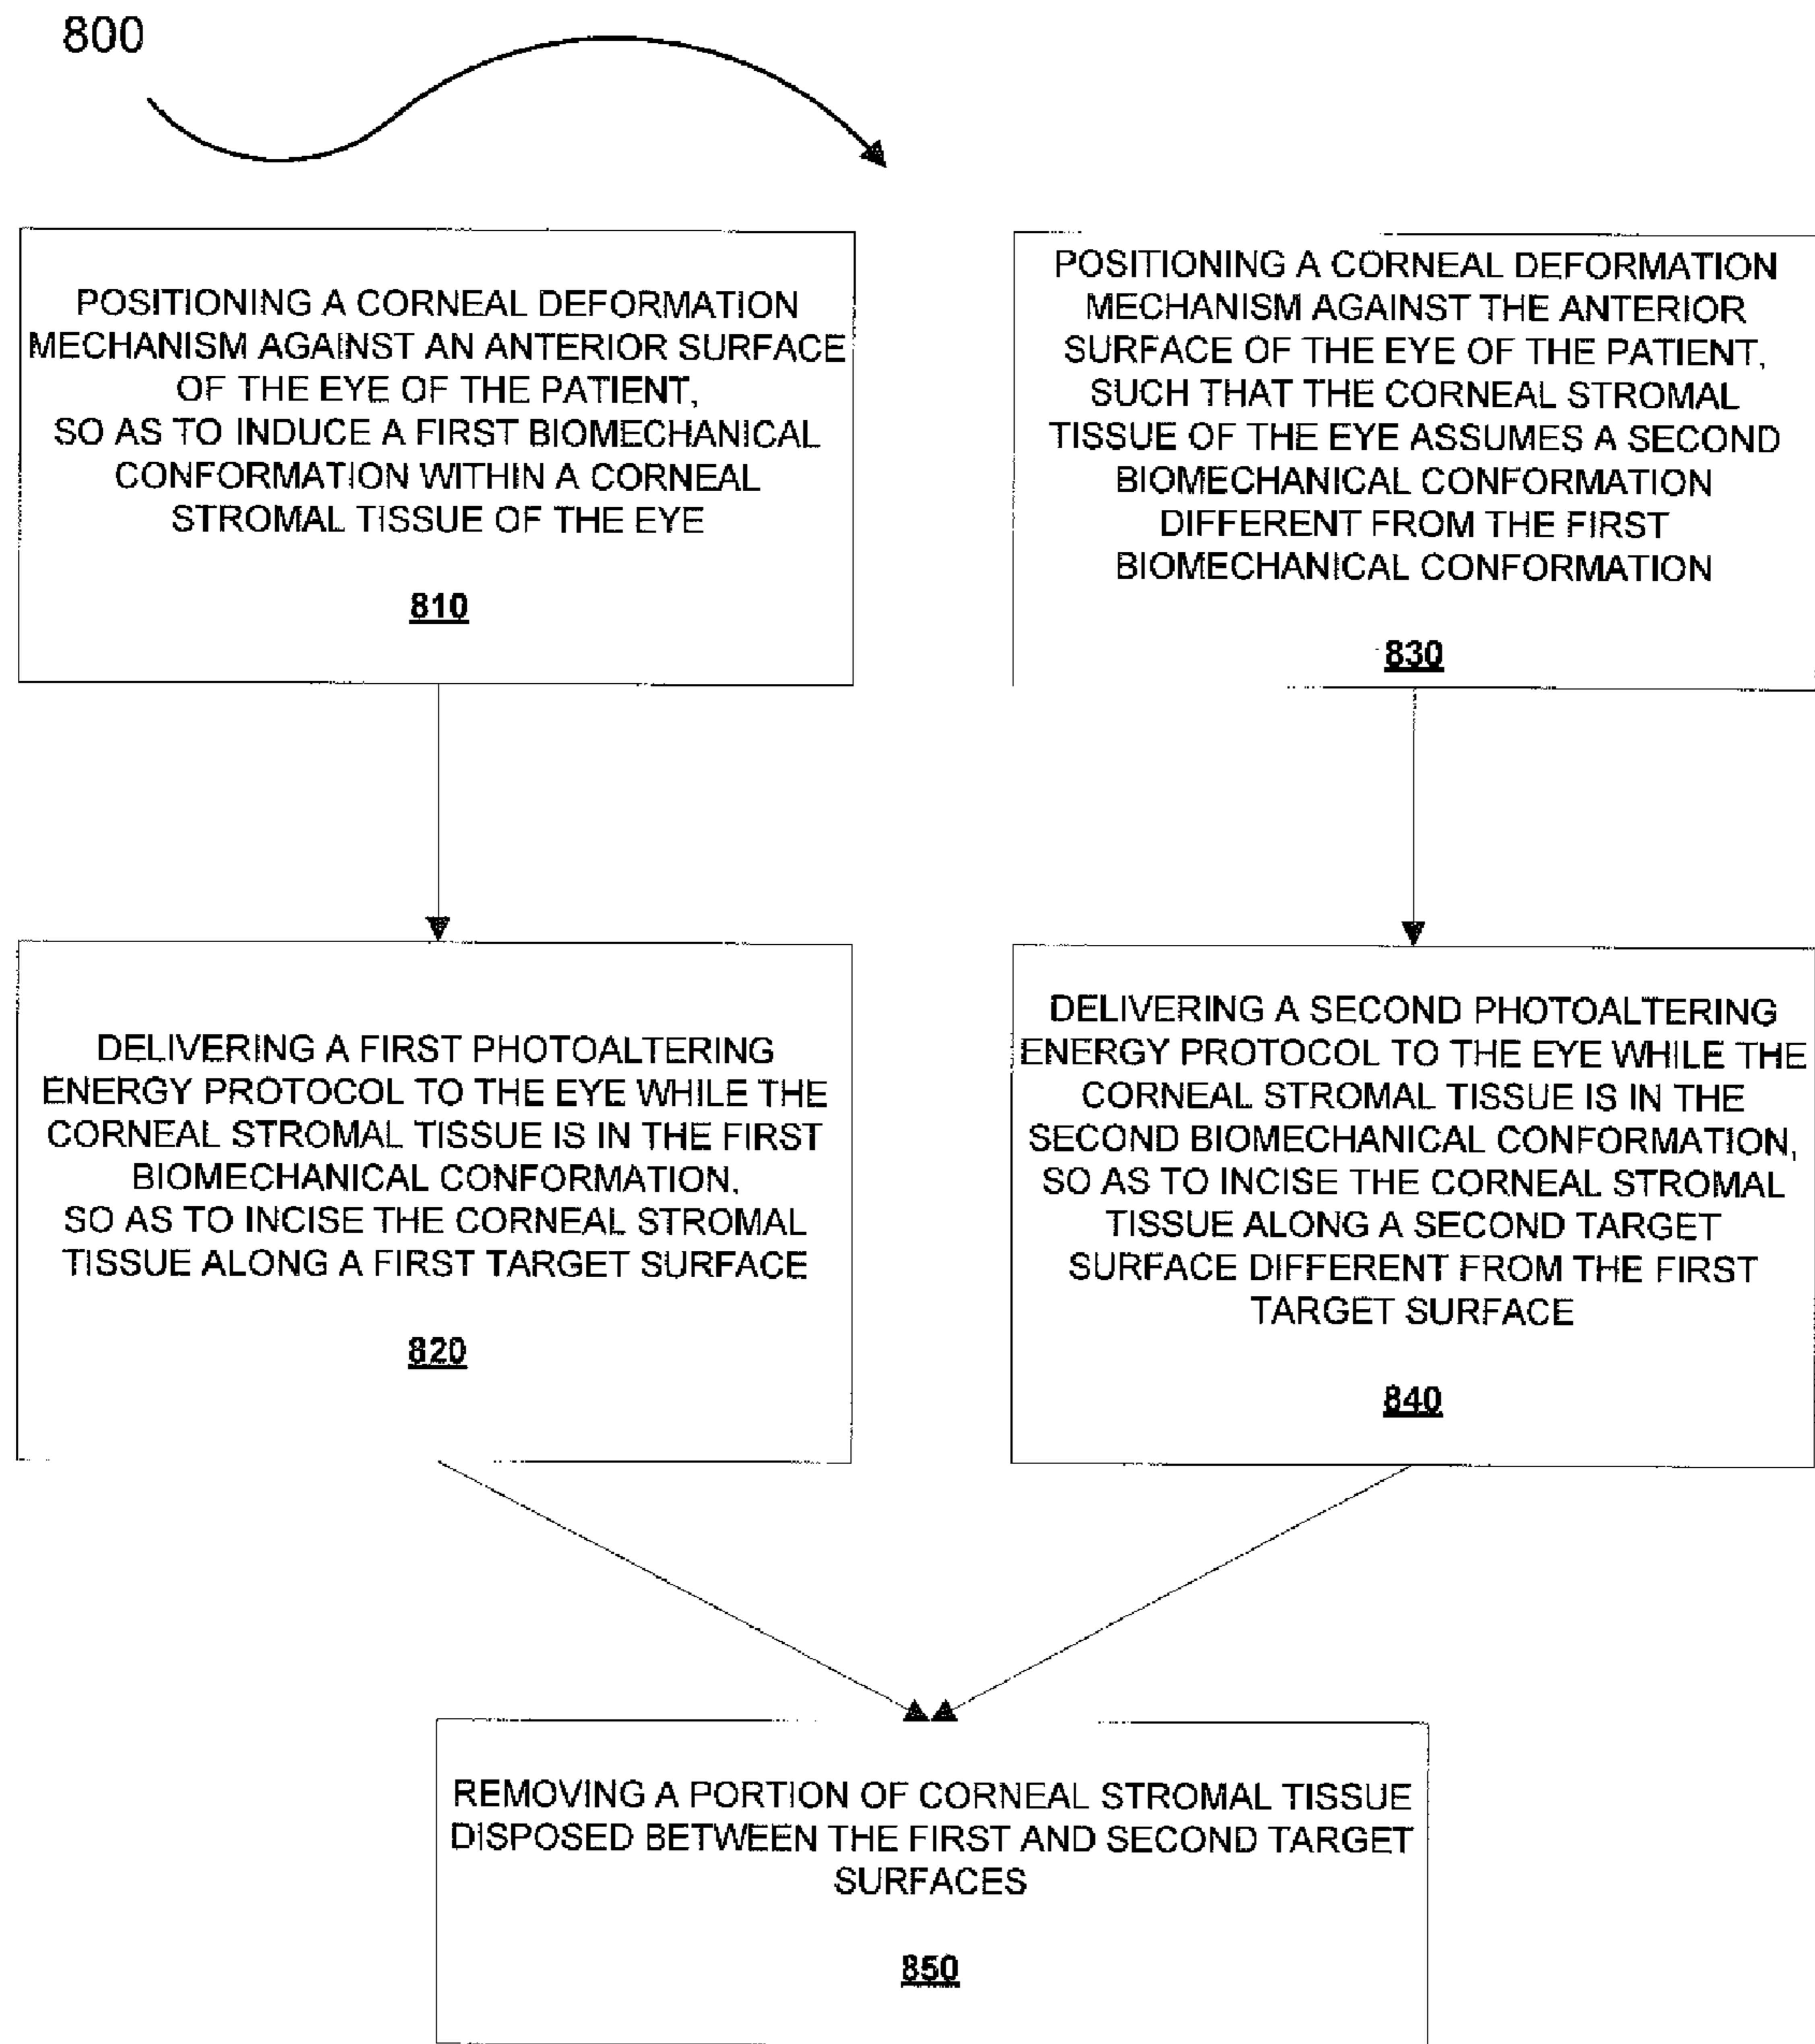 800
POSITIONING A CORNEAL DEFORMATION
MECHANISM AGAINST AN ANTERIOR SURFACE
OF THE EYE OF THE PATIENT,
SO AS TO INDUCE A FIRST BIOMECHANICAL
CONFORMATION WITHIN A CORNEAL
STROMAL TISSUE OF THE EYE
810
POSITIONING A CORNEAL DEFORMATION
MECHANISM AGAINST THE ANTERIOR
SURFACE OF THE EYE OF THE PATIENT,
SUCH THAT THE CORNEAL STROMAL
TISSUE OF THE EYE ASSUMES A SECOND
BIOMECHANICAL CONFORMATION
DIFFERENT FROM THE FIRST
BIOMECHANICAL CONFORMATION
830
DELIVERING A FIRST PHOTOALTERING
ENERGY PROTOCOL TO THE EYE WHILE THE
CORNEAL STROMAL TISSUE IS IN THE FIRST
BIOMECHANICAL CONFORMATION,
SO AS TO INCISE THE CORNEAL STROMAL
TISSUE ALONG A FIRST TARGET SURFACE
820
DELIVERING A SECOND PHOTOALTERING
ENERGY PROTOCOL TO THE EYE WHILE THE
CORNEAL STROMAL TISSUE IS IN THE
SECOND BIOMECHANICAL CONFORMATION,
SO AS TO INCISE THE CORNEAL STROMAL
TISSUE ALONG A SECOND TARGET
SURFACE DIFFERENT FROM THE FIRST
TARGET SURFACE
840
REMOVING A PORTION OF CORNEAL STROMAL TISSUE
DISPOSED BETWEEN THE FIRST AND SECOND TARGET
SURFACES
850